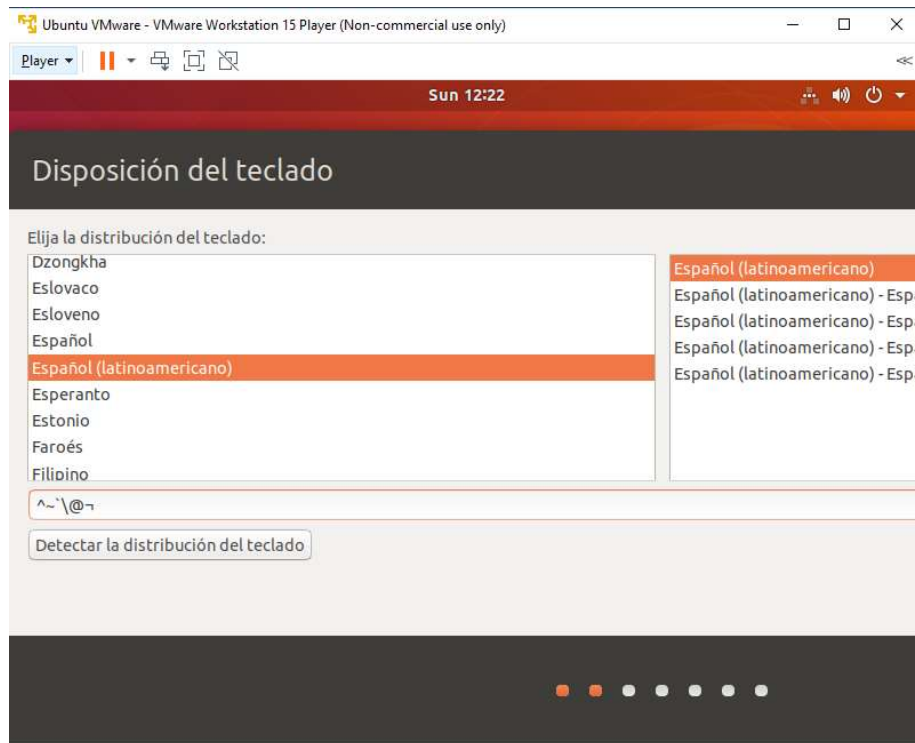 Ubuntu VMware - VMware Workstation 15 Player (Non-commercial use only)
Player
Sun 12:22
Disposición del teclado
Elija la distribución del teclado:
Dzongkha
Eslovaco
Esloveno
Español
Español (latinoamericano)
Esperanto
Estonio
Faroés
Filipino
Español (latinoamericano)
Español (latinoamericano) - Esp
Español (latinoamericano) - Esp
Español (latinoamericano) - Esp
Español (latinoamericano) - Esp
^~`\@¬
Detectar la distribución del teclado